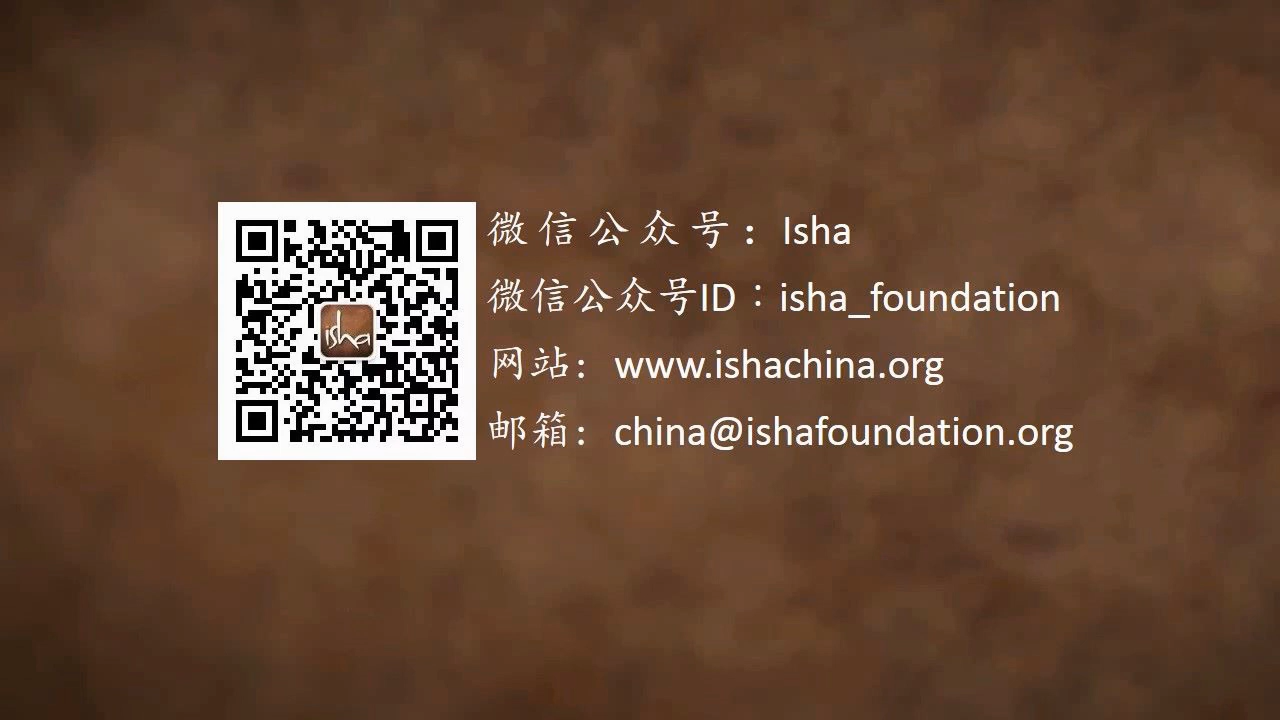 isha
微信公众号：Isha
微信公众号ID：isha_foundation
网站：www.ishachina.org
邮箱：china@ishafoundation.org